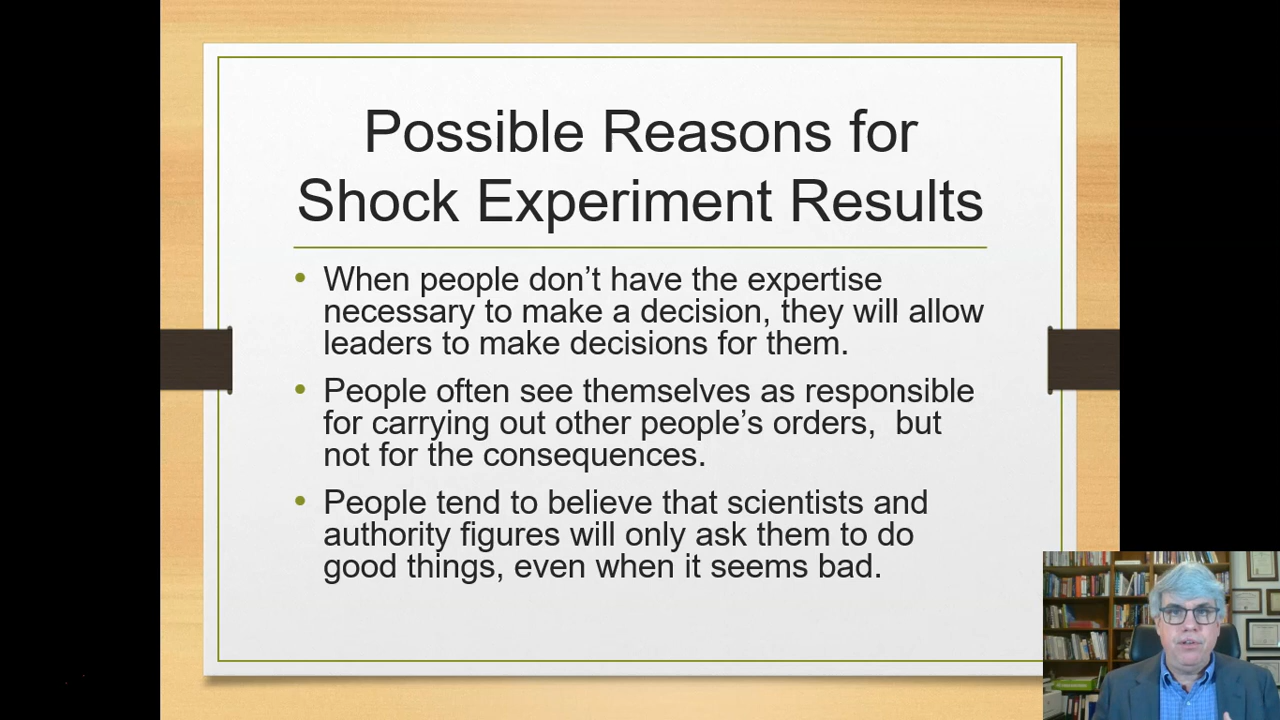 Possible Reasons for
Shock Experiment Results
• When people don’t have the expertise
necessary to make a decision, they will allow
leaders to make decisions for them.
• People often see themselves as responsible
for carrying out other people’s orders,  but
not for the consequences.
• People tend to believe that scientists and
authority figures will only ask them to do
good things, even when it seems bad.